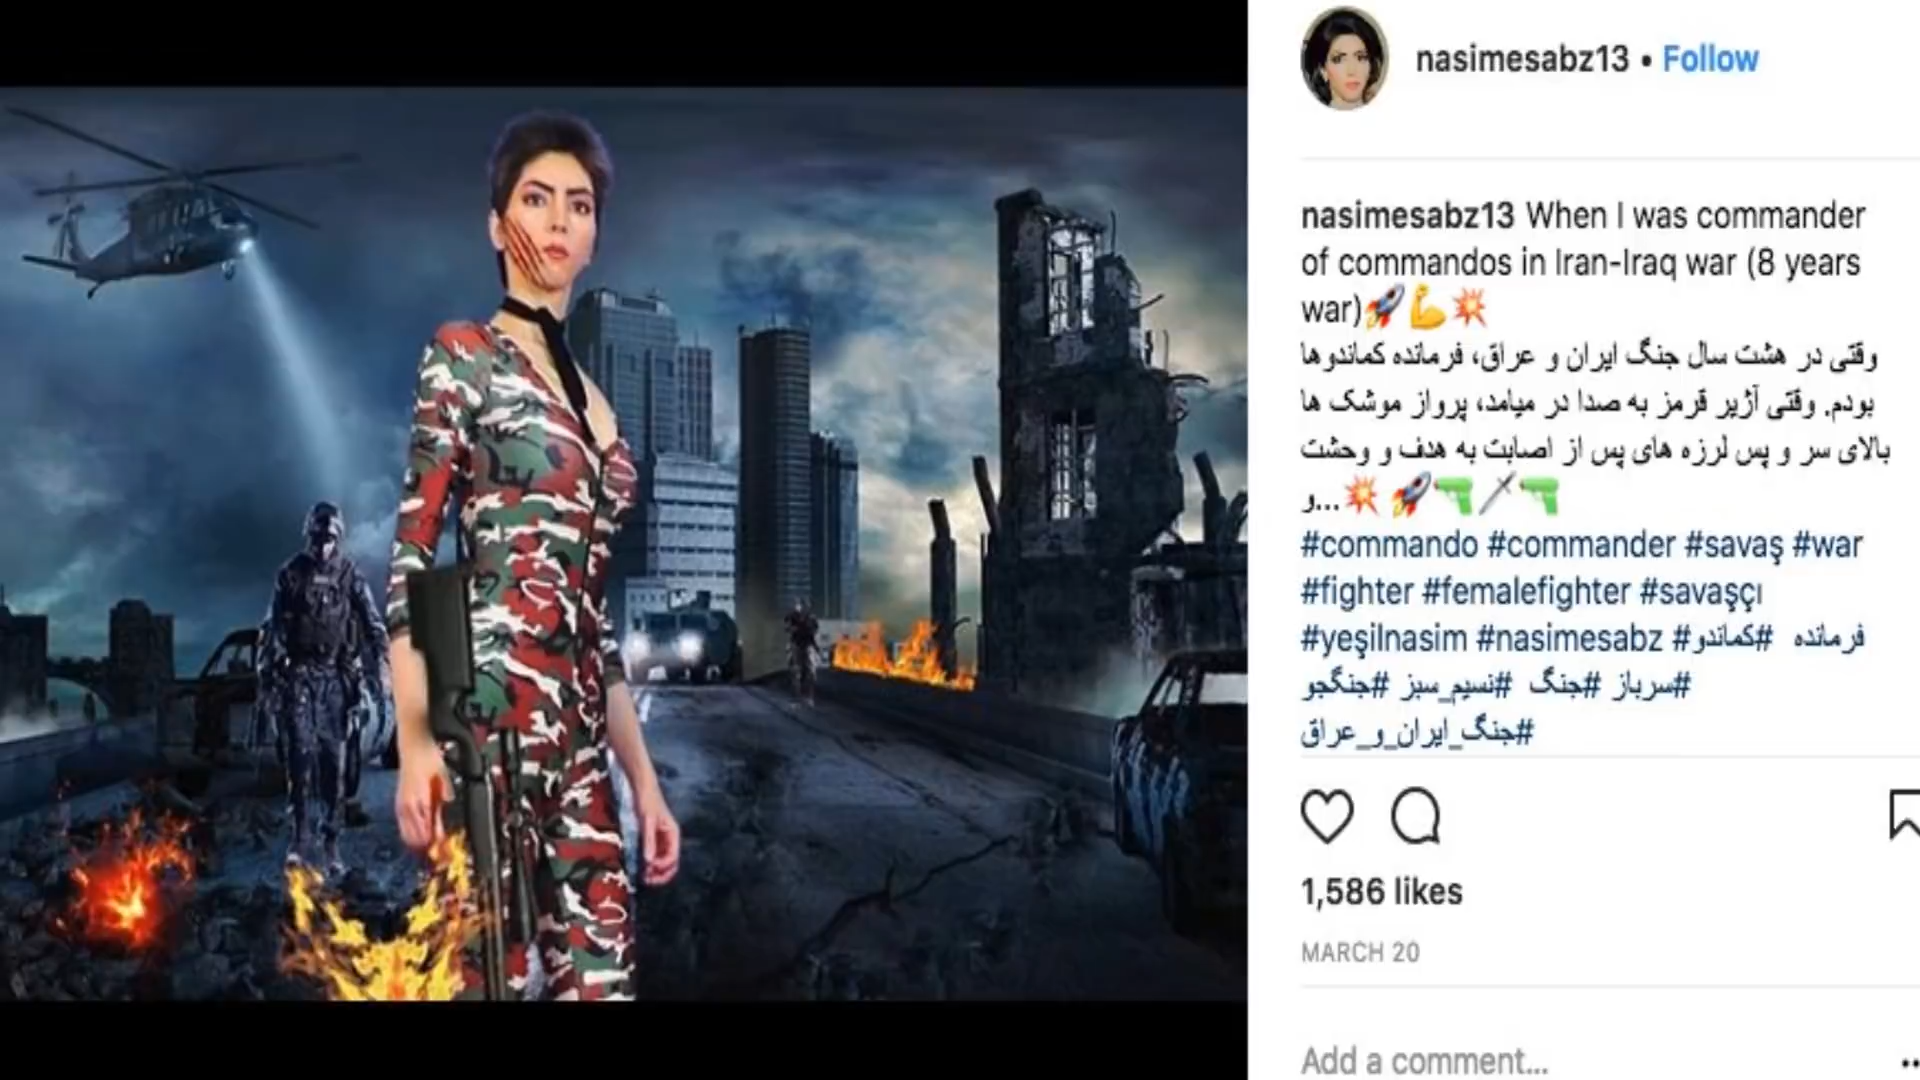 nasimesabz13 • Follow
nasimesabz13 When I was commander
of commandos in Iran-Iraq war (8 years
war)🚀💪💥
وقتی در هشت سال جنگ ایران و عراق، فرمانده کماندوها
بودم. وقتی آژیر قرمز به صدا در میامد، پرواز موشک ها
بالای سر و پس لرزه های پس از اصابت به هدف و وحشت
و...💥🚀🔫🗡🔫
#commando #commander #savaş #war
#fighter #femalefighter #savaşçı
#yeşilnasim #nasimesabz #کماندو# فرمانده
#سرباز #جنگ #نسیم_سبز #جنگجو
#جنگ_ایران_و_عراق
1,586 likes
MARCH 20
Add a comment...